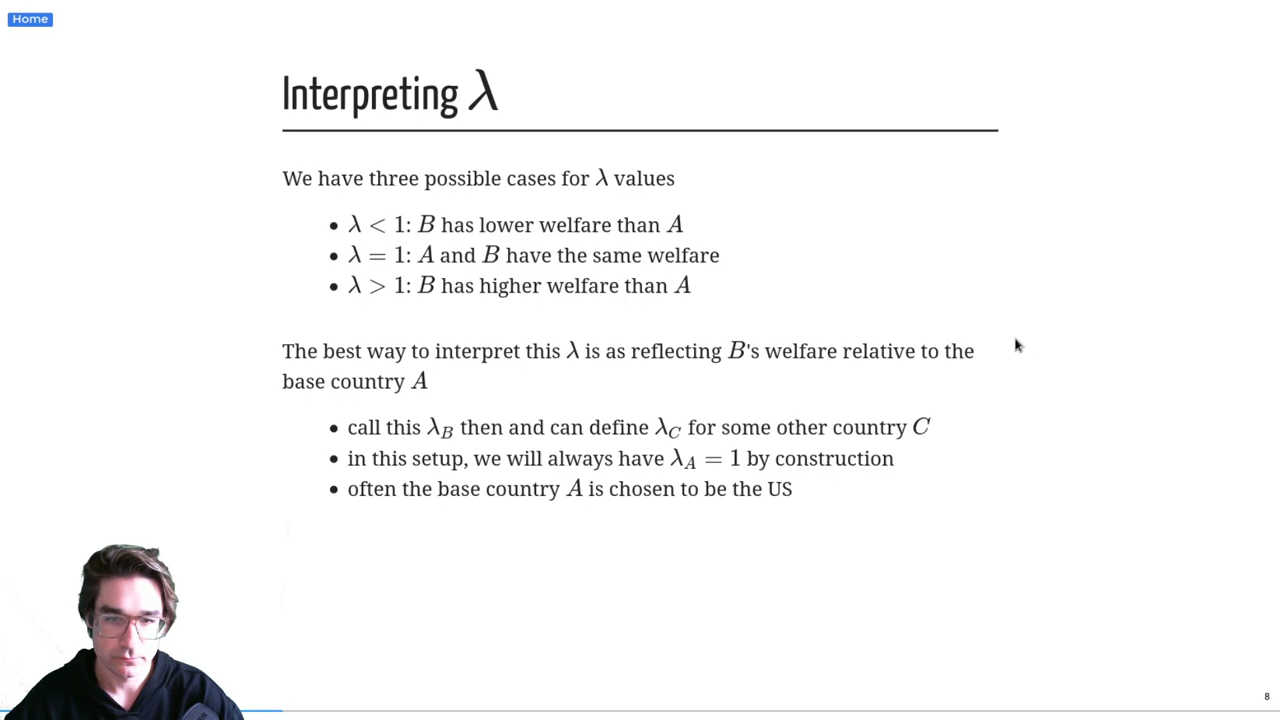 Home
Interpreting λ
We have three possible cases for λ values
• λ < 1: B has lower welfare than A
• λ = 1: A and B have the same welfare
• λ > 1: B has higher welfare than A
The best way to interpret this λ is as reflecting B's welfare relative to the
base country A
• call this λ_B then and can define λ_C for some other country C
• in this setup, we will always have λ_A = 1 by construction
• often the base country A is chosen to be the US
8